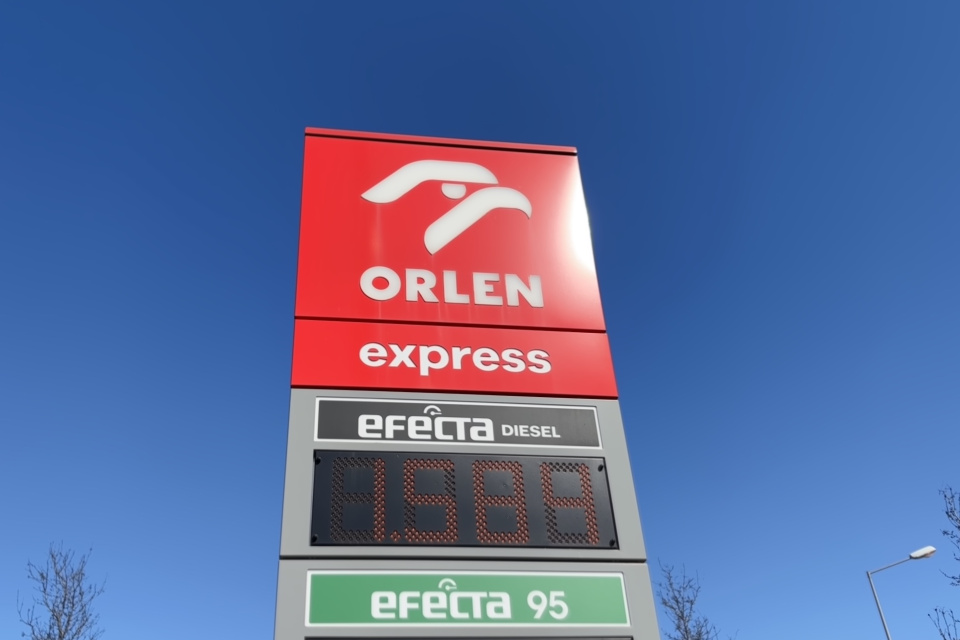 ORLEN
express
efecta DIESEL
efecta 95